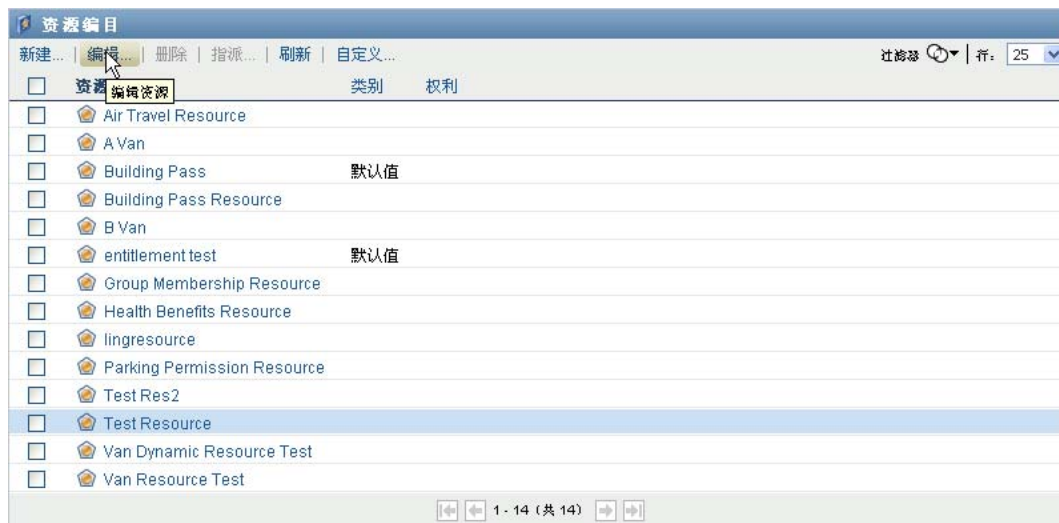 资源编目
新建... | 编辑... | 删除 | 指派... | 刷新 | 自定义... 过滤器 | 行: 25
资源 类别 权利
编辑资源
Air Travel Resource
A Van
Building Pass 默认值
Building Pass Resource
B Van
entitlement test 默认值
Group Membership Resource
Health Benefits Resource
lingresource
Parking Permission Resource
Test Res2
Test Resource
Van Dynamic Resource Test
Van Resource Test
1 - 14 (共 14)